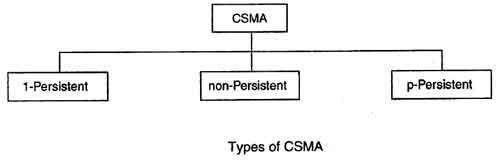 CSMA
1-Persistent
non-Persistent
p-Persistent
Types of CSMA